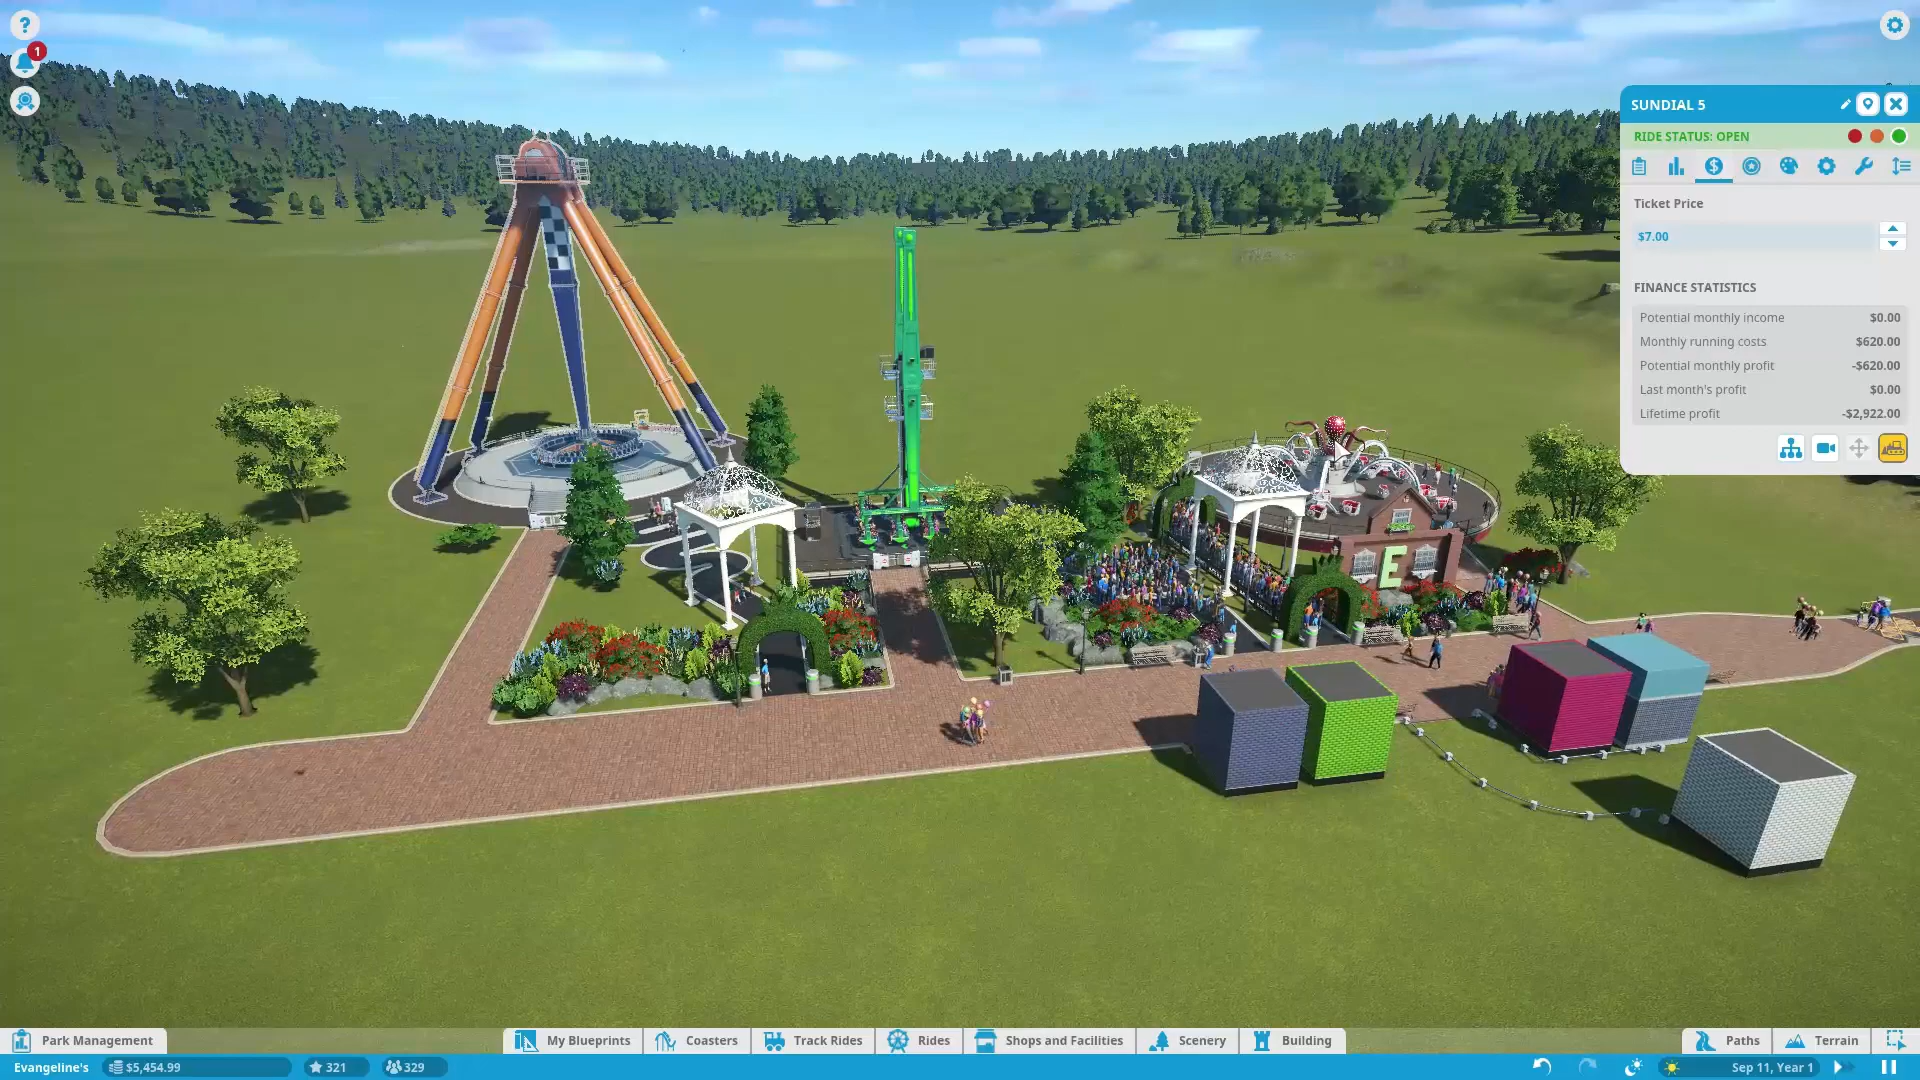 ?
1
SUNDIAL 5
RIDE STATUS: OPEN
Ticket Price
$7.00
FINANCE STATISTICS
Potential monthly income $0.00
Monthly running costs $620.00
Potential monthly profit -$620.00
Last month's profit $0.00
Lifetime profit -$2,922.00
E
Park Management
My Blueprints
Coasters
Track Rides
Rides
Shops and Facilities
Scenery
Building
Paths
Terrain
Evangeline's
$5,454.99
321
329
Sep 11, Year 1